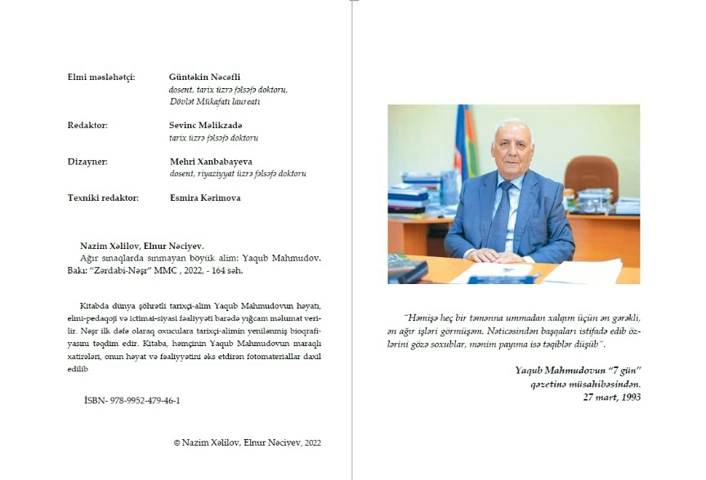 Elmi məsləhətçi: Güntəkin Nəcəfli
dosent, tarix üzrə fəlsəfə doktoru,
Dövlət Mükafatı laureatı
Redaktor: Sevinc Məlikzadə
tarix üzrə fəlsəfə doktoru
Dizayner: Mehri Xanbabayeva
dosent, riyaziyyat üzrə fəlsəfə doktoru
Texniki redaktor: Esmira Kərimova
Nazim Xəlilov, Elnur Nəciyev.
Ağır sınaqlarda sınmayan böyük alim: Yaqub Mahmudov.
Bakı: “Zərdabi-Nəşr” MMC , 2022, - 164 səh.
Kitabda dünya şöhrətli tarixçi-alim Yaqub Mahmudovun həyatı,
elmi-pedaqoji və ictimai-siyasi fəaliyyəti barədə yığcam məlumat veri-
lir. Nəşr ilk dəfə olaraq oxuculara tarixçi-alimin yenilənmiş bioqrafi-
yasını təqdim edir. Kitaba, həmçinin Yaqub Mahmudovun maraqlı
xatirələri, onun həyat və fəaliyyətini əks etdirən fotomateriallar daxil
edilib
İSBN- 978-9952-479-46-1
© Nazim Xəlilov, Elnur Nəciyev, 2022
“Həmişə heç bir təmənna ummadan xalqım üçün ən gərəkli,
ən ağır işləri görmüşəm. Nəticəsindən başqaları istifadə edib öz-
lərini gözə soxublar, mənim payıma isə təqiblər düşüb”.
Yaqub Mahmudovun “7 gün”
qəzetinə müsahibəsindən.
27 mart, 1993